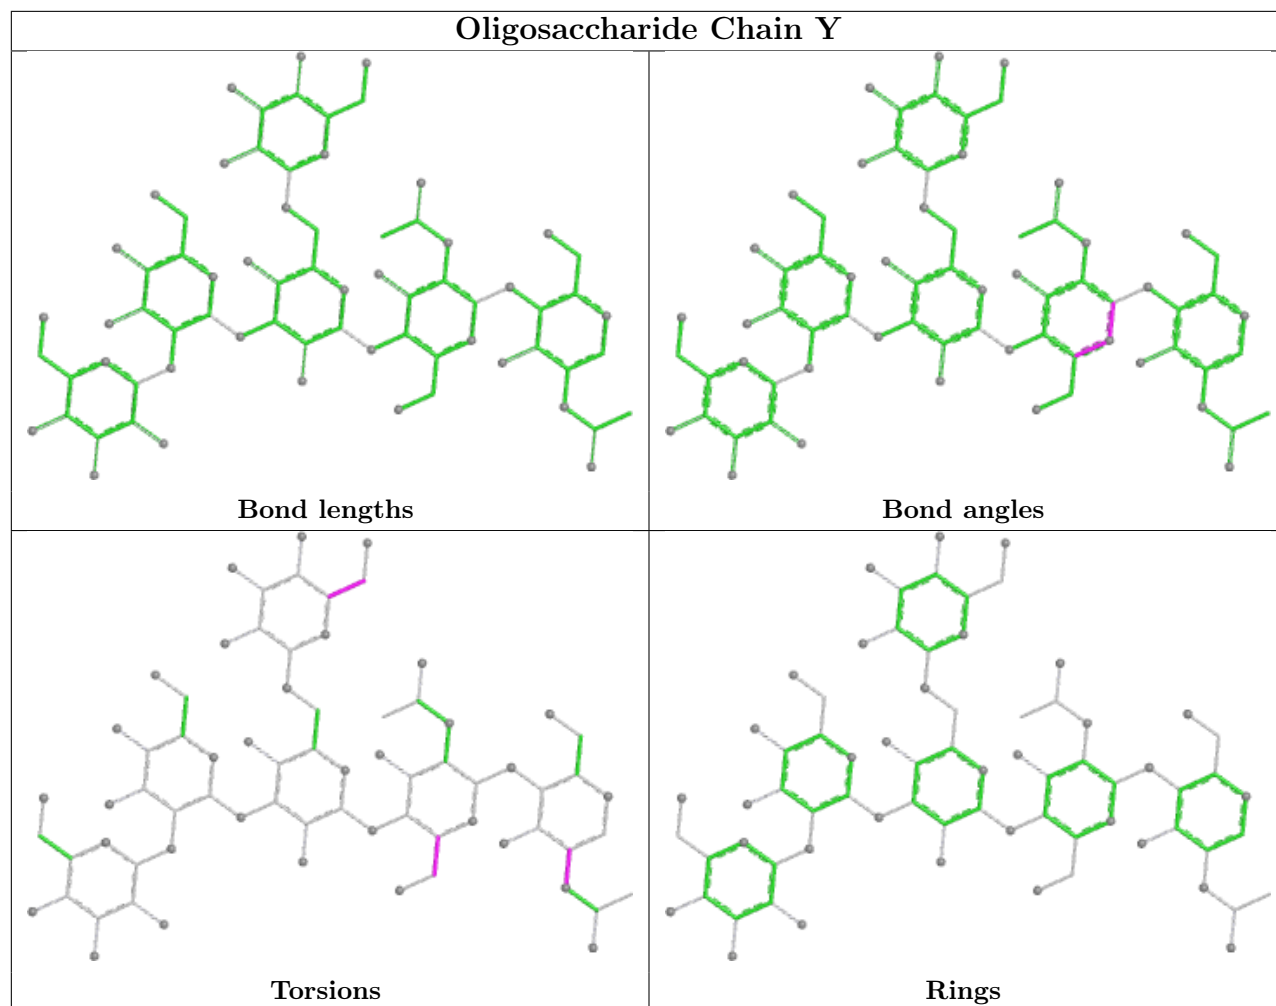 Oligosaccharide Chain Y
Bond lengths
Bond angles
Torsions
Rings